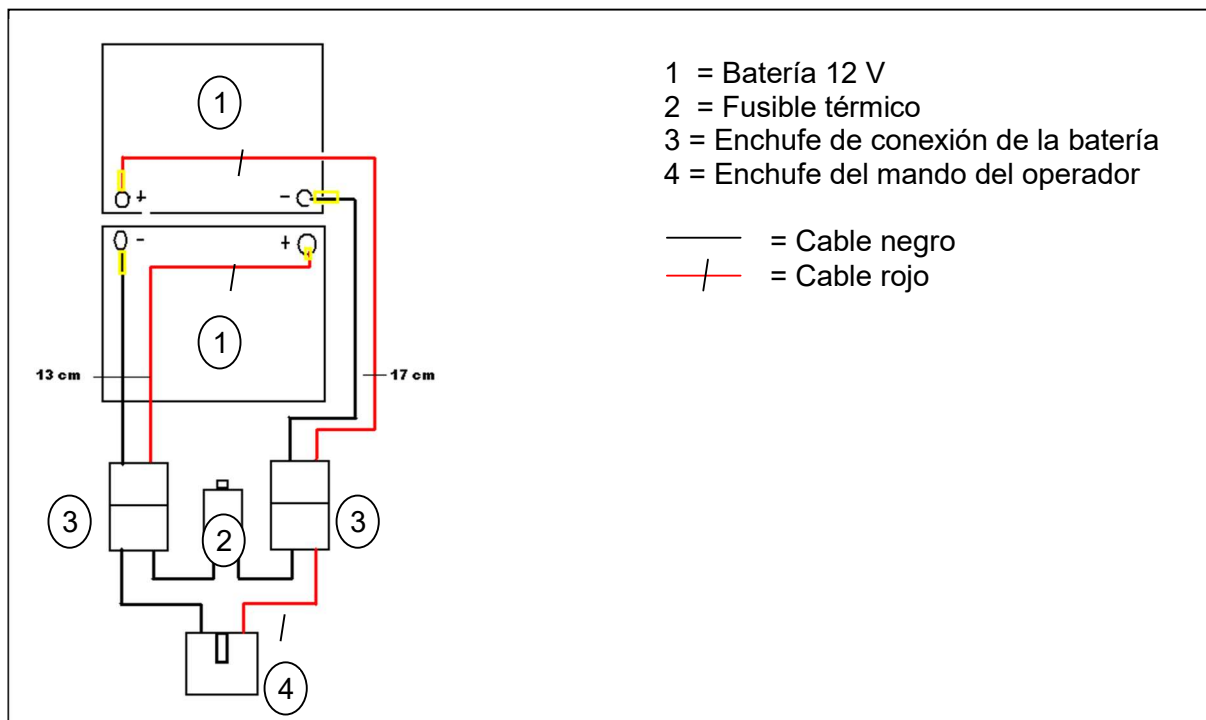 1 = Batería 12 V
2 = Fusible térmico
3 = Enchufe de conexión de la batería
4 = Enchufe del mando del operador
= Cable negro
= Cable rojo
1
+ -
- +
1
13 cm
17 cm
3
2
3
4